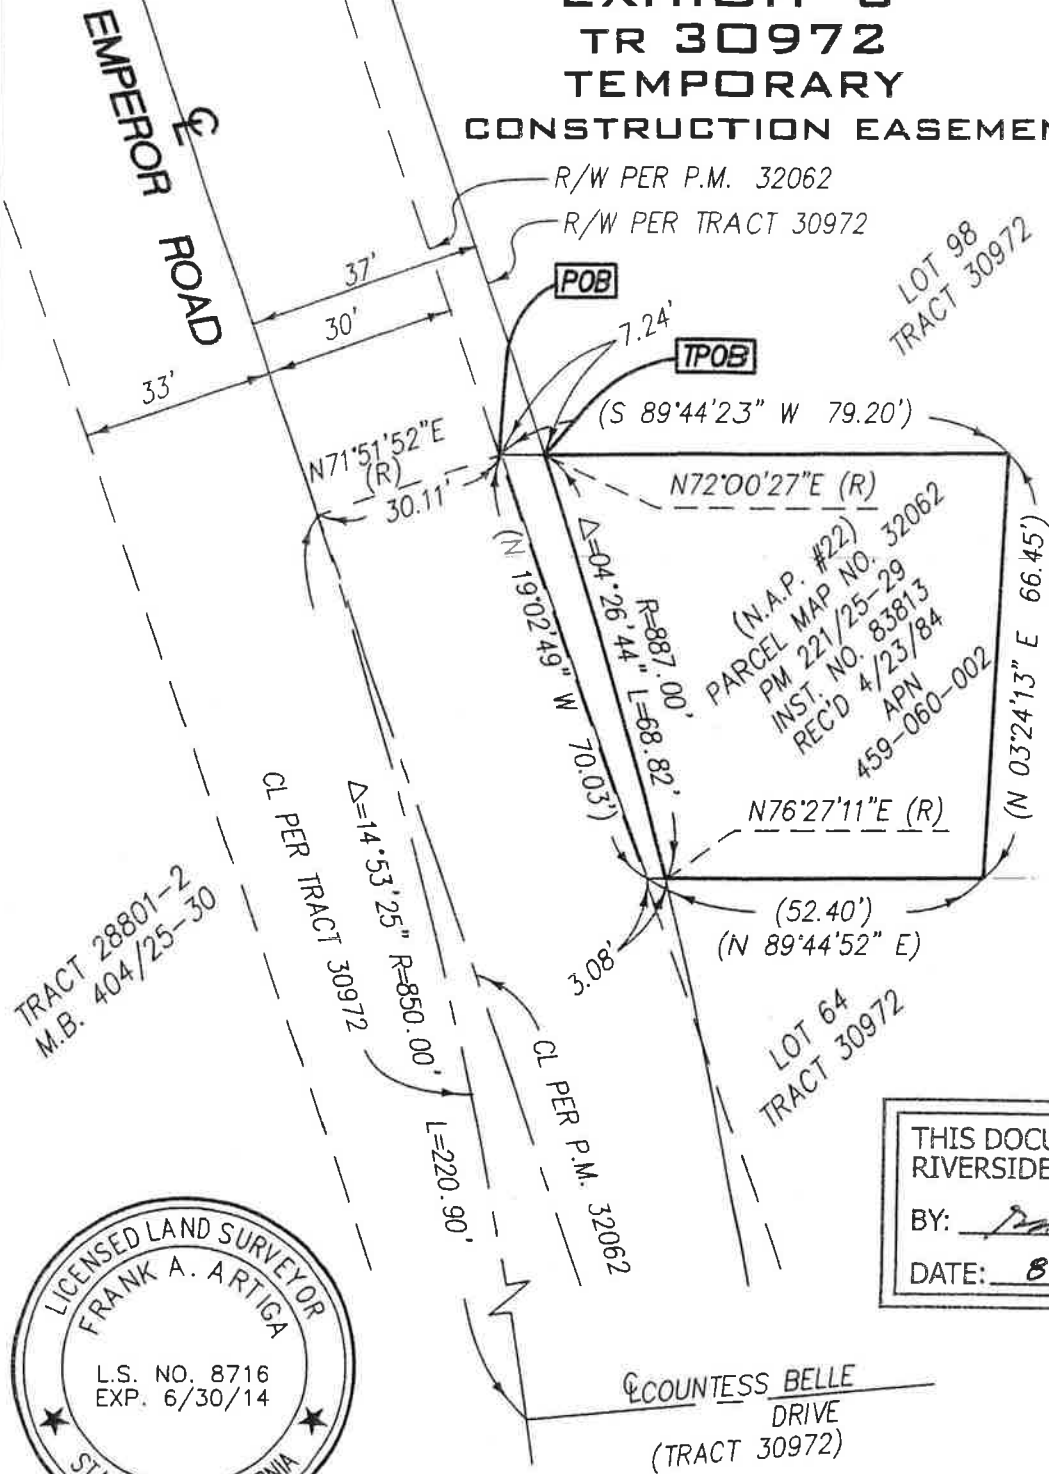 TR 30972
TEMPORARY
CONSTRUCTION
EMPEROR ROAD
℄
R/W PER P.M. 32062
R/W PER TRACT 30972
37'
30'
33'
POB
7.24'
TPOB
LOT 98
TRACT 30972
(S 89°44'23" W 79.20')
N71°51'52"E
(R)
30.11'
N72°00'27"E (R)
(N 19°02'49" W 70.03')
Δ=04°26'44" L=68.82'
R=887.00'
(N.A.P. #22)
PARCEL MAP NO. 32062
PM 221/25-29
INST. NO. 83813
REC'D 4/23/84
APN
459-060-002
(N 03°24'13" E 66.45')
N76°27'11"E (R)
(52.40')
(N 89°44'52" E)
3.08'
CL PER TRACT 30972
Δ=14°53'25" R=850.00' L=220.90'
CL PER P.M. 32062
TRACT 28801-2
M.B. 404/25-30
LOT 64
TRACT 30972
THIS
RIVERSIDE
BY:
DATE: 8
LICENSED LAND SURVEYOR
FRANK A. ARTIGA
L.S. NO. 8716
EXP. 6/30/14
℄ COUNTESS BELLE
DRIVE
(TRACT 30972)